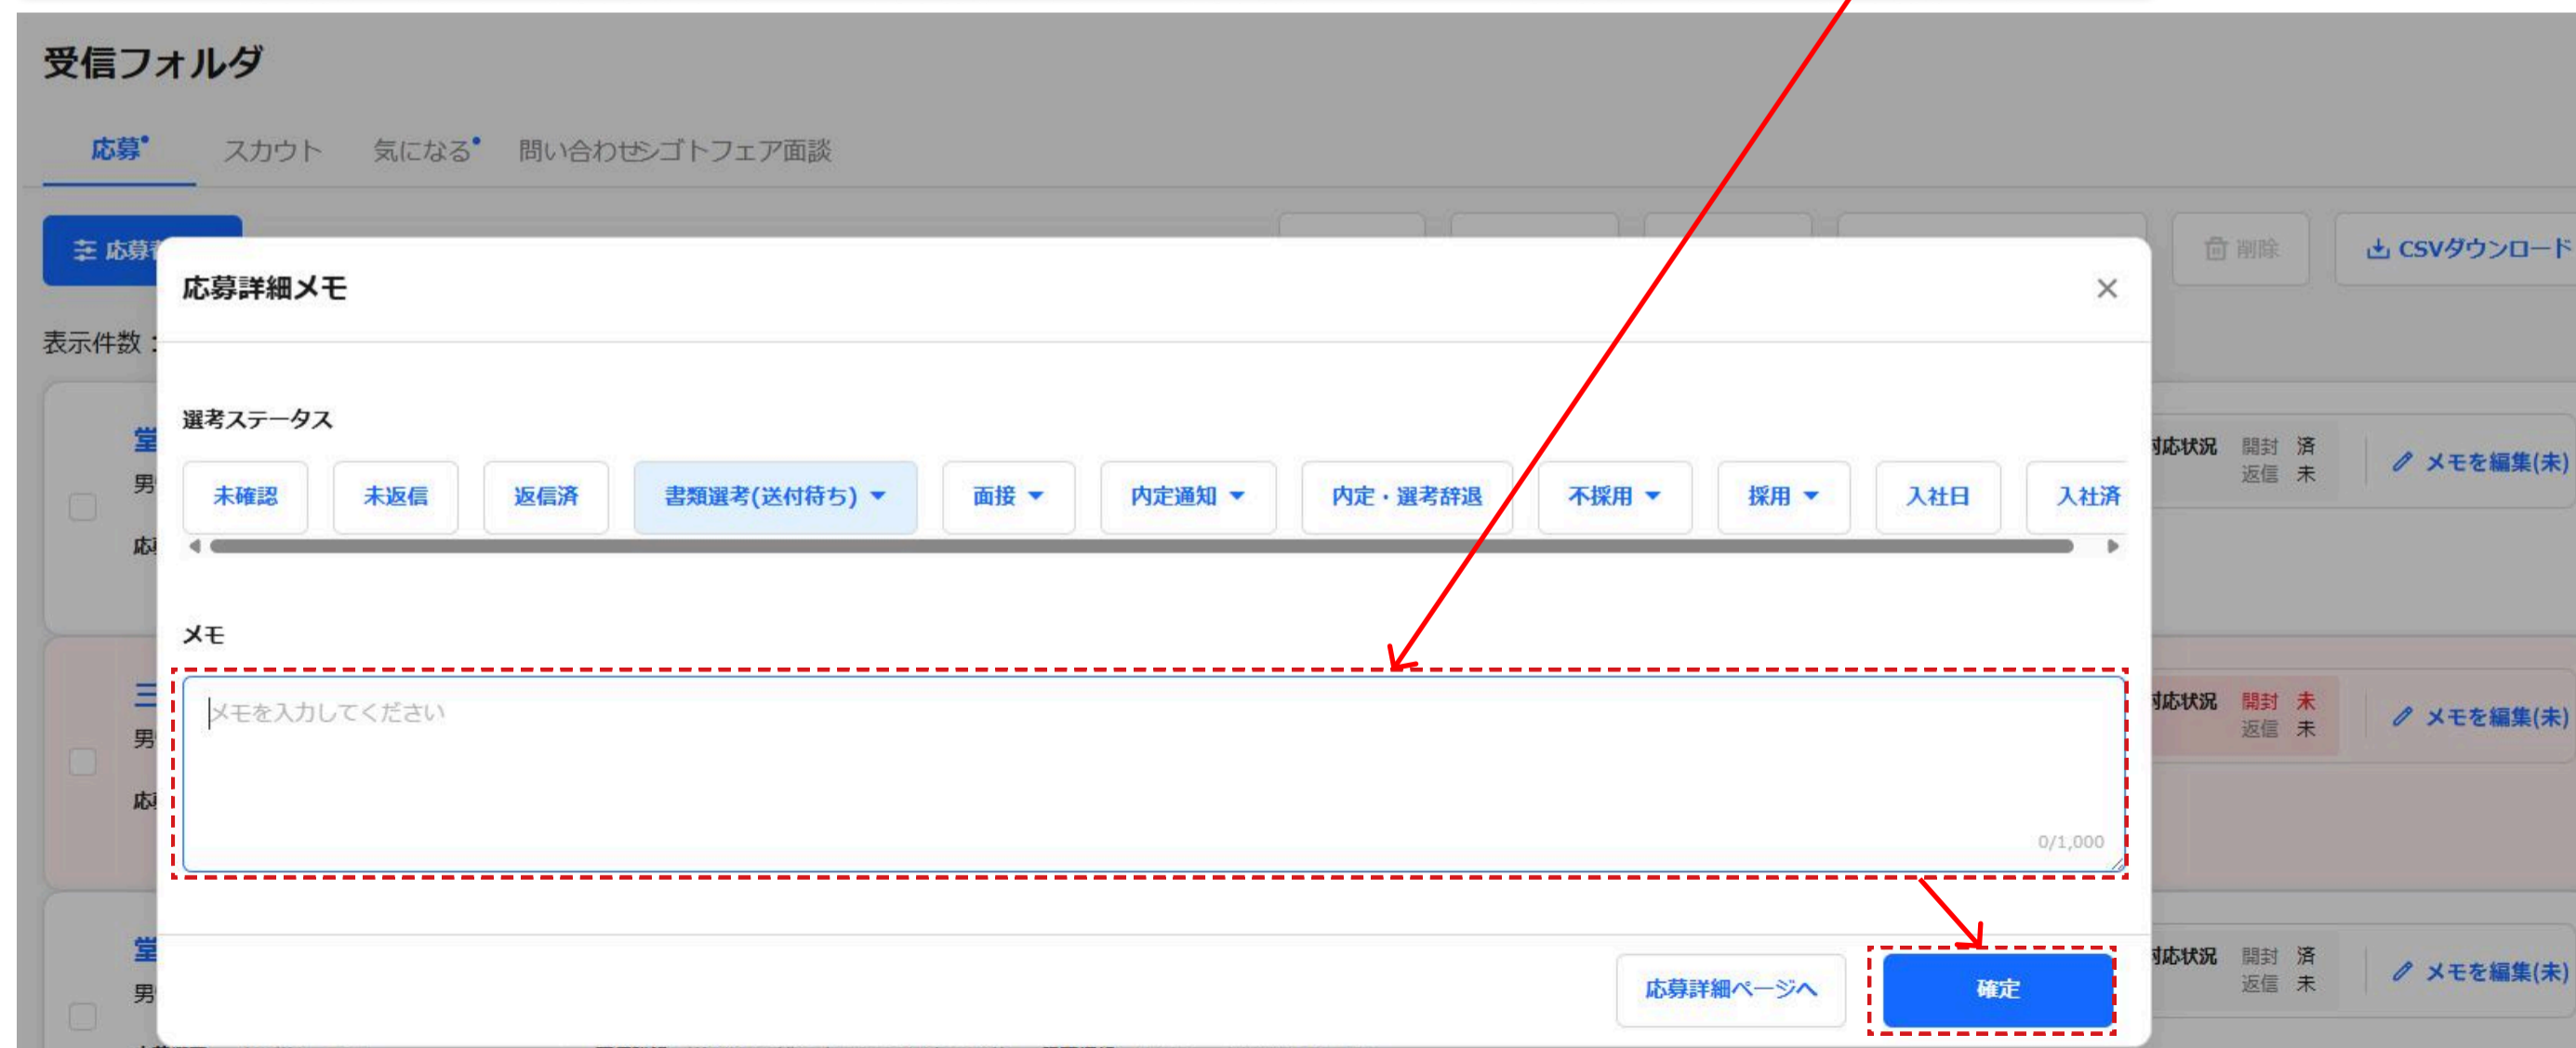 受信フォルダ
応募 スカウト 気になる 問い合わせ シゴトフェア面談
応募 削除 CSVダウンロード
応募詳細メモ
表示件数：
選考ステータス
未確認 未返信 返信済 書類選考(送付待ち) 面接 内定通知 内定・選考辞退 不採用 採用 入社日 入社済
堂
男
対応状況 開封 済
返信 未
メモを編集(未)
メモ
メモを入力してください
0/1,000
三
男
対応状況 開封 未
返信 未
メモを編集(未)
堂
男
対応状況 開封 済
返信 未
メモを編集(未)
応募詳細ページへ 確定